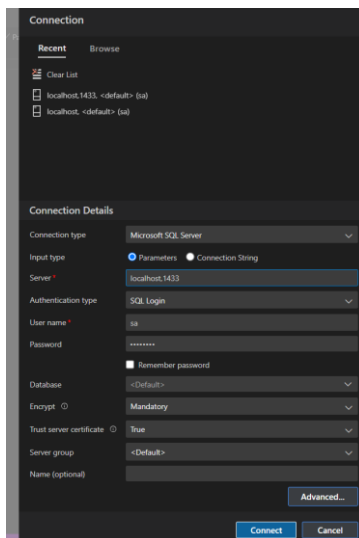 Connection
Recent Browse
Clear List
localhost,1433, <default> (sa)
localhost, <default> (sa)
Connection Details
Connection type Microsoft SQL Server
Input type Parameters Connection String
Server * localhost,1433
Authentication type SQL Login
User name * sa
Password ••••••••
Remember password
Database <Default>
Encrypt Mandatory
Trust server certificate True
Server group <Default>
Name (optional)
Advanced...
Connect Cancel